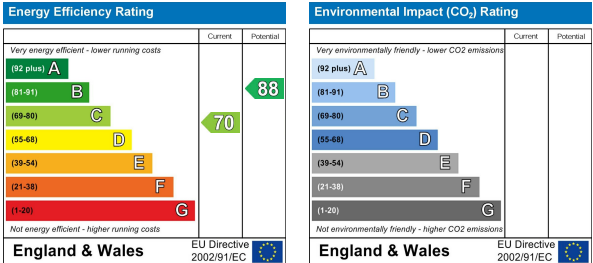 Energy Efficiency Rating
Current Potential
Very energy efficient - lower running costs
(92 plus) A
(81-91) B
88
(69-80) C
70
(55-68) D
(39-54) E
(21-38) F
(1-20) G
Not energy efficient - higher running costs
England & Wales
EU Directive
2002/91/EC
Environmental Impact (CO2) Rating
Current Potential
Very environmentally friendly - lower CO2 emissions
(92 plus) A
(81-91) B
(69-80) C
(55-68) D
(39-54) E
(21-38) F
(1-20) G
Not environmentally friendly - higher CO2 emissions
England & Wales
EU Directive
2002/91/EC